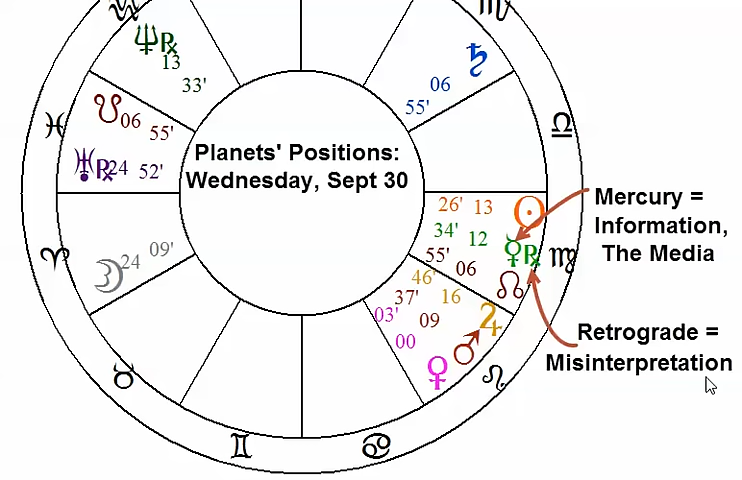 13
33'
06
55'
06 55'
Planets' Positions:
Wednesday, Sept 30
24 52'
26' 13
34' 12
55' 06
24 09'
46' 16
37' 09
03' 00
Mercury =
Information,
The Media
Retrograde =
Misinterpretation